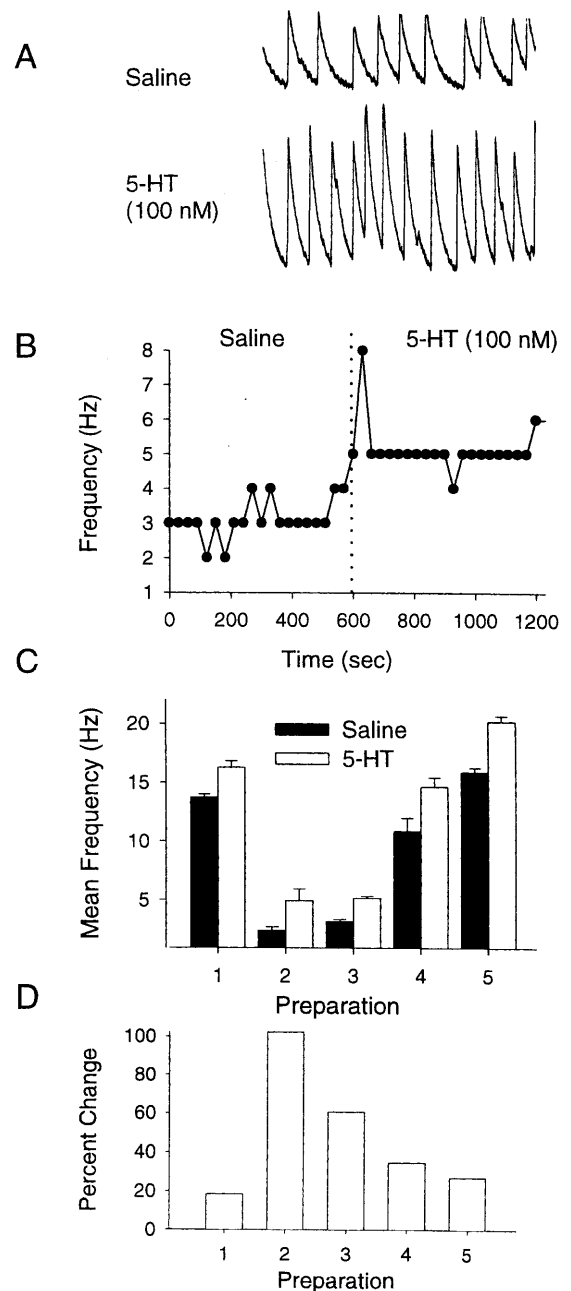 A
Saline
5-HT
(100 nM)
B
Saline 5-HT (100 nM)
Frequency (Hz)
8
7
6
5
4
3
2
1
0 200 400 600 800 1000 1200
Time (sec)
C
Mean Frequency (Hz)
20
15
10
5
Saline
5-HT
1 2 3 4 5
Preparation
D
Percent Change
100
80
60
40
20
0
1 2 3 4 5
Preparation